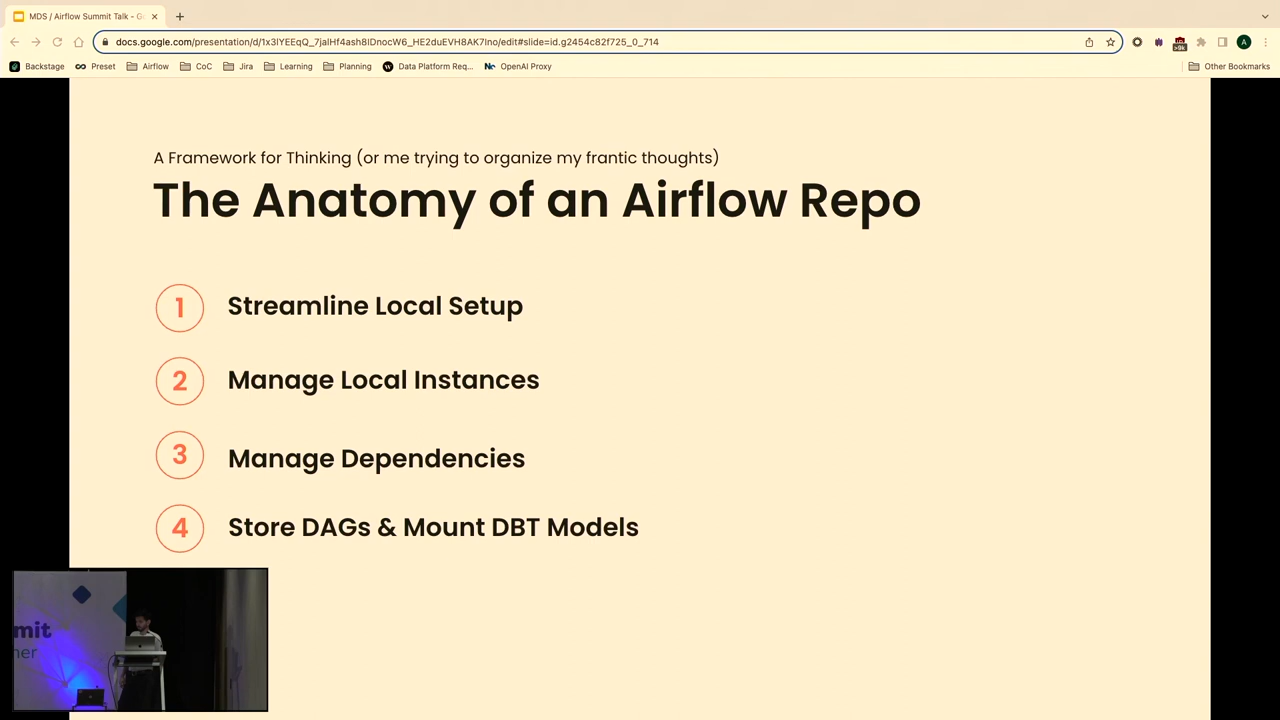 MDS / Airflow Summit Talk - G
docs.google.com/presentation/d/1x3lYEEqQ_7jaIHf4ash8IDnocW6_HE2duEVH8AK7lno/edit#slide=id.g2454c82f725_0_714
>9k
A
Backstage
Preset
Airflow
CoC
Jira
Learning
Planning
Data Platform Req...
OpenAI Proxy
Other Bookmarks
A Framework for Thinking (or me trying to organize my frantic thoughts)
The Anatomy of an Airflow Repo
1 Streamline Local Setup
2 Manage Local Instances
3 Manage Dependencies
4 Store DAGs & Mount DBT Models
mit
ner